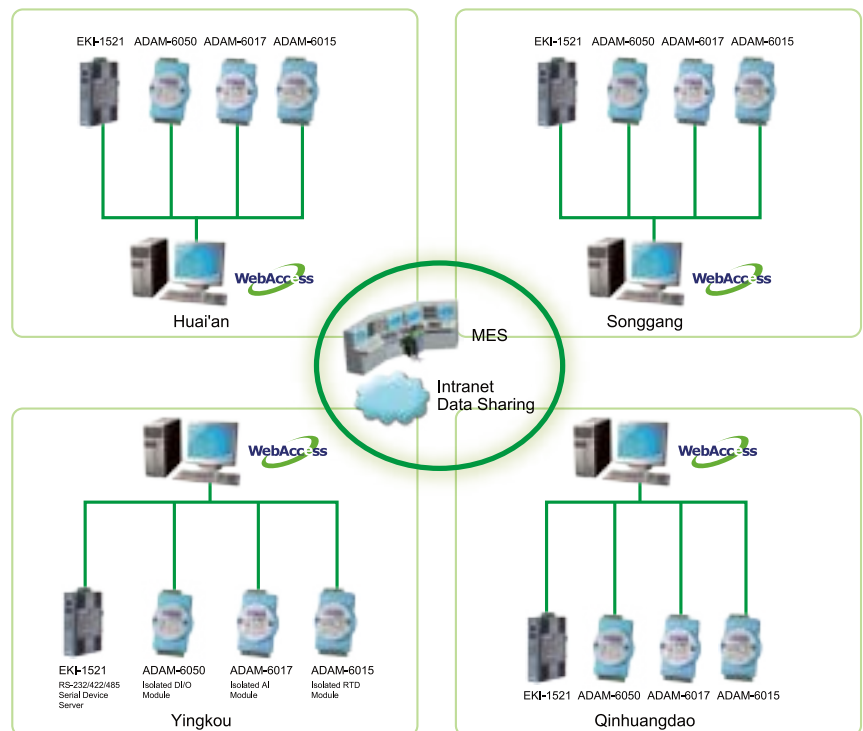 EKI-1521 ADAM-6050 ADAM-6017 ADAM-6015
WebAccess
Huai'an
EKI-1521 ADAM-6050 ADAM-6017 ADAM-6015
WebAccess
Songgang
MES
Intranet
Data Sharing
WebAccess
EKI-1521
RS-232/422/485
Serial Device
Server
ADAM-6050
Isolated DI/O
Module
ADAM-6017
Isolated AI
Module
ADAM-6015
Isolated RTD
Module
Yingkou
WebAccess
EKI-1521 ADAM-6050 ADAM-6017 ADAM-6015
Qinhuangdao